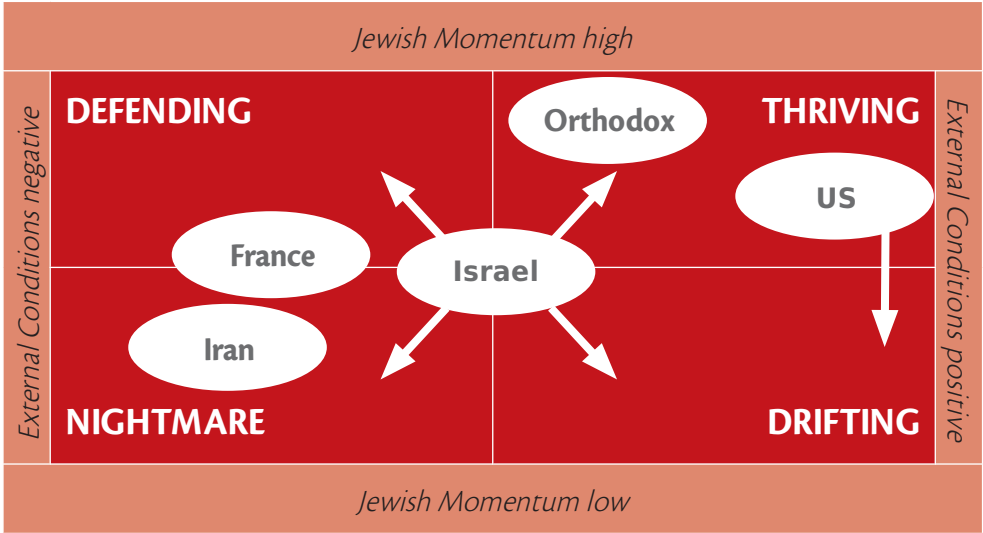 Jewish Momentum high
External Conditions negative
DEFENDING
Orthodox
THRIVING
External Conditions positive
US
France
Israel
Iran
NIGHTMARE
DRIFTING
Jewish Momentum low